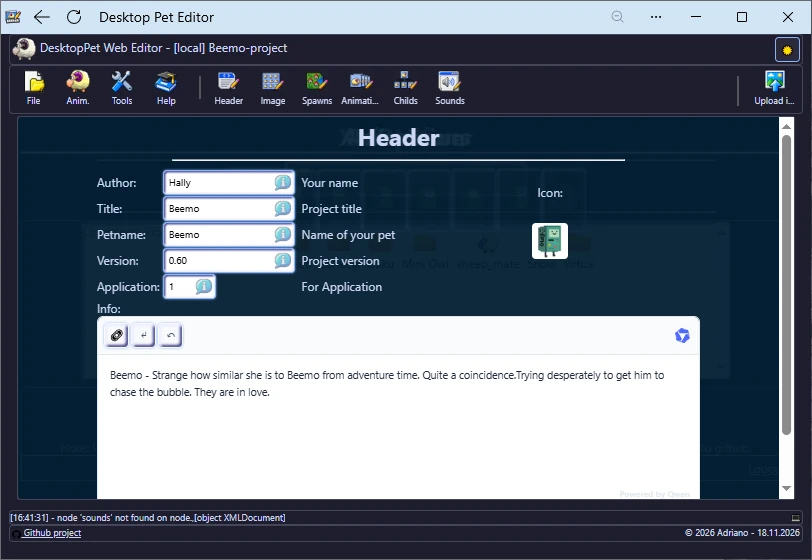 Desktop Pet Editor
DesktopPet Web Editor - [local] Beemo-project
File
Anim.
Tools
Help
Header
Image
Spawns
Animati...
Childs
Sounds
Upload i...
Header
Author: Hally Your name
Icon:
Title: Beemo Project title
Petname: Beemo Name of your pet
Version: 0.60 Project version
Application: 1 For Application
Info:
Beemo - Strange how similar she is to Beemo from adventure time. Quite a coincidence.Trying desperately to get him to
chase the bubble. They are in love.
[16:41:31] - node 'sounds' not found on node.,[object XMLDocument]
Github project
© 2026 Adriano - 18.11.2026